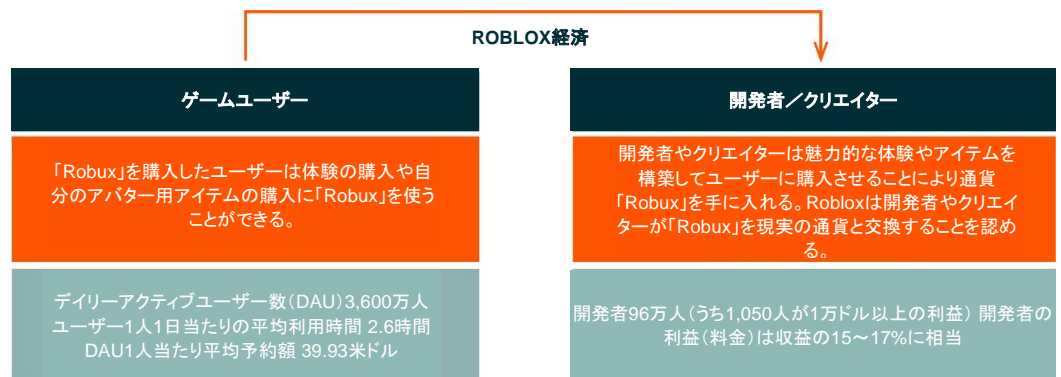 ROBLOX経済
ゲームユーザー
「Robux」を購入したユーザーは体験の購入や自
分のアバター用アイテムの購入に「Robux」を使う
ことができる。
デイリーアクティブユーザー数(DAU)3,600万人
ユーザー1人1日当たりの平均利用時間 2.6時間
DAU1人当たり平均予約額 39.93米ドル
開発者/クリエイター
開発者やクリエイターは魅力的な体験やアイテムを
構築してユーザーに購入させることにより通貨
「Robux」を手に入れる。Robloxは開発者やクリエイ
ターが「Robux」を現実の通貨と交換することを認め
る。
開発者96万人(うち1,050人が1万ドル以上の利益) 開発者の
利益(料金)は収益の15~17%に相当